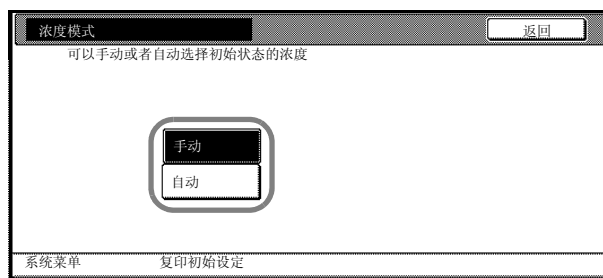 浓度模式 返回
可以手动或者自动选择初始状态的浓度
手动
自动
系统菜单 复印初始设定